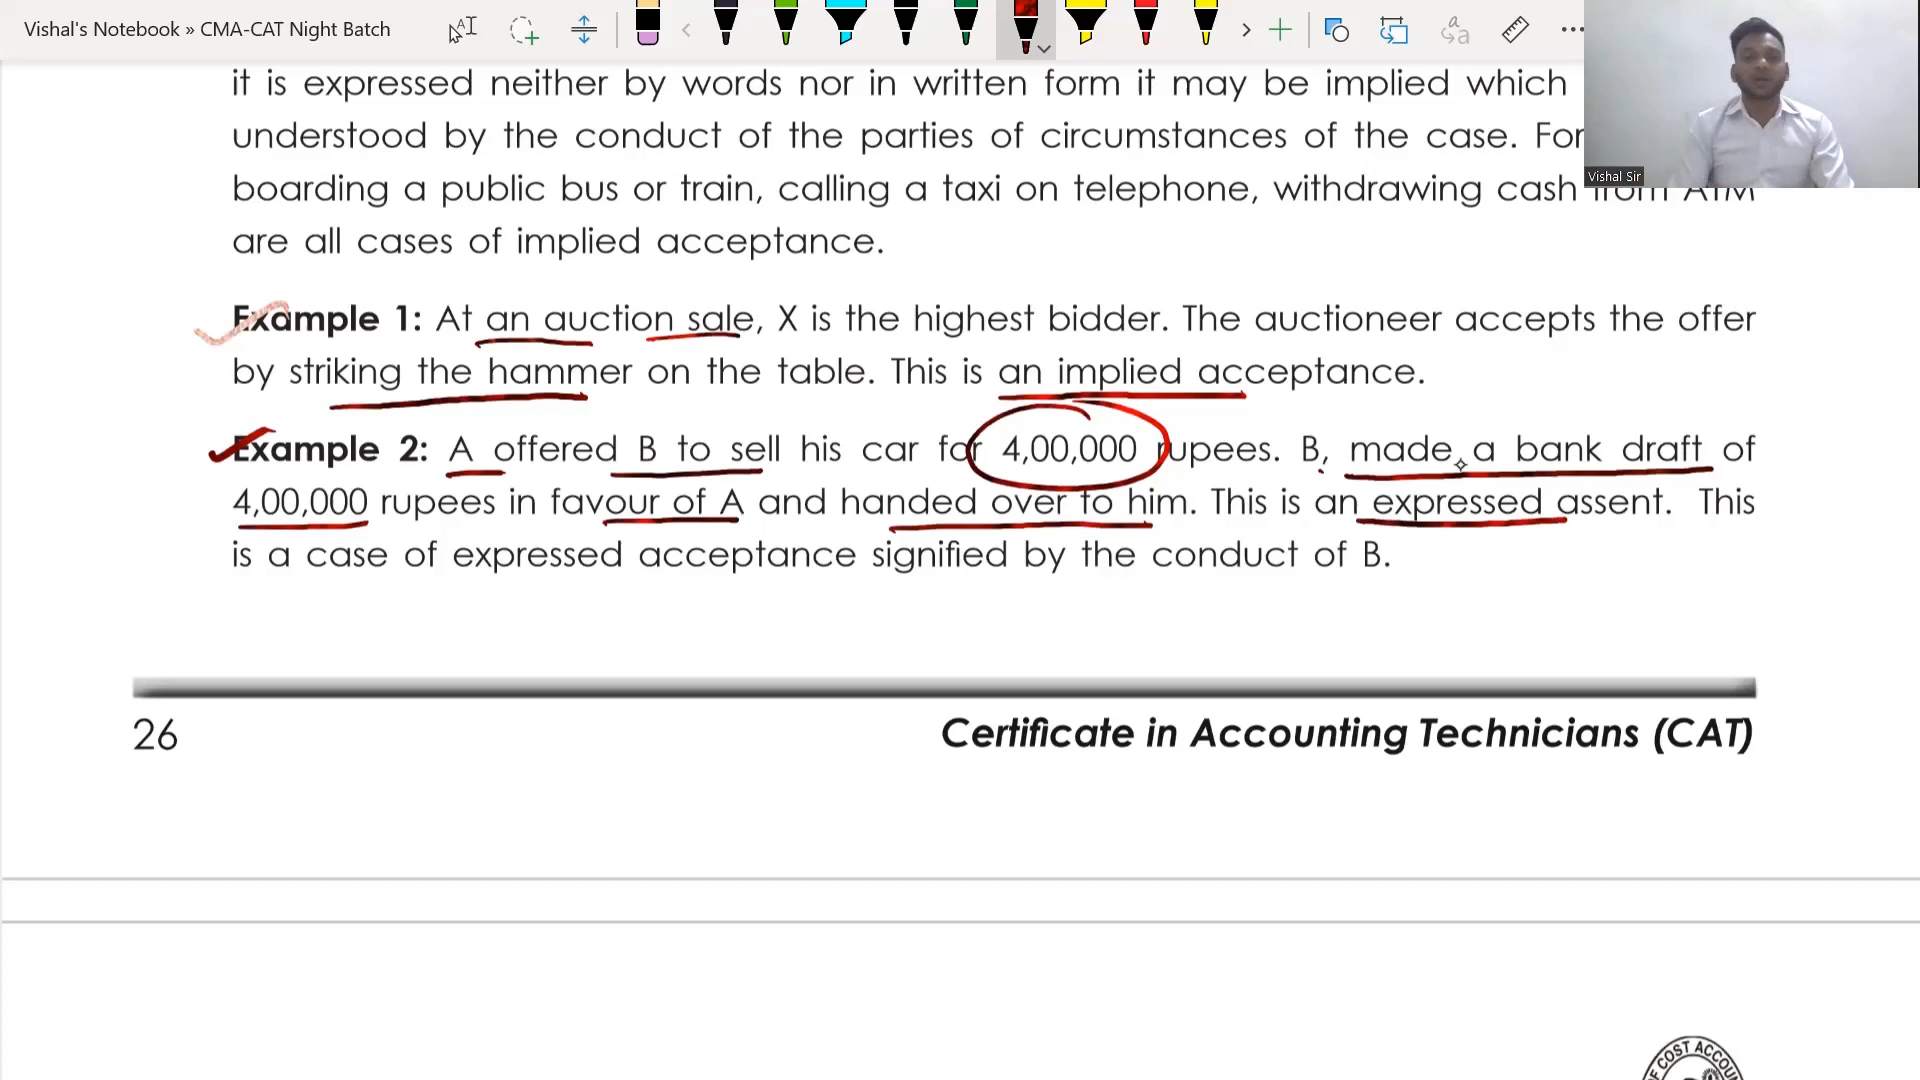 Vishal's Notebook » CMA-CAT Night Batch
it is expressed neither by words nor in written form it may be implied which
understood by the conduct of the parties of circumstances of the case. For
Vishal Sir
boarding a public bus or train, calling a taxi on telephone, withdrawing cash from ATM
are all cases of implied acceptance.
Example 1: At an auction sale, X is the highest bidder. The auctioneer accepts the offer
by striking the hammer on the table. This is an implied acceptance.
Example 2: A offered B to sell his car for 4,00,000 rupees. B, made a bank draft of
4,00,000 rupees in favour of A and handed over to him. This is an expressed assent. This
is a case of expressed acceptance signified by the conduct of B.
26
Certificate in Accounting Technicians (CAT)
COST